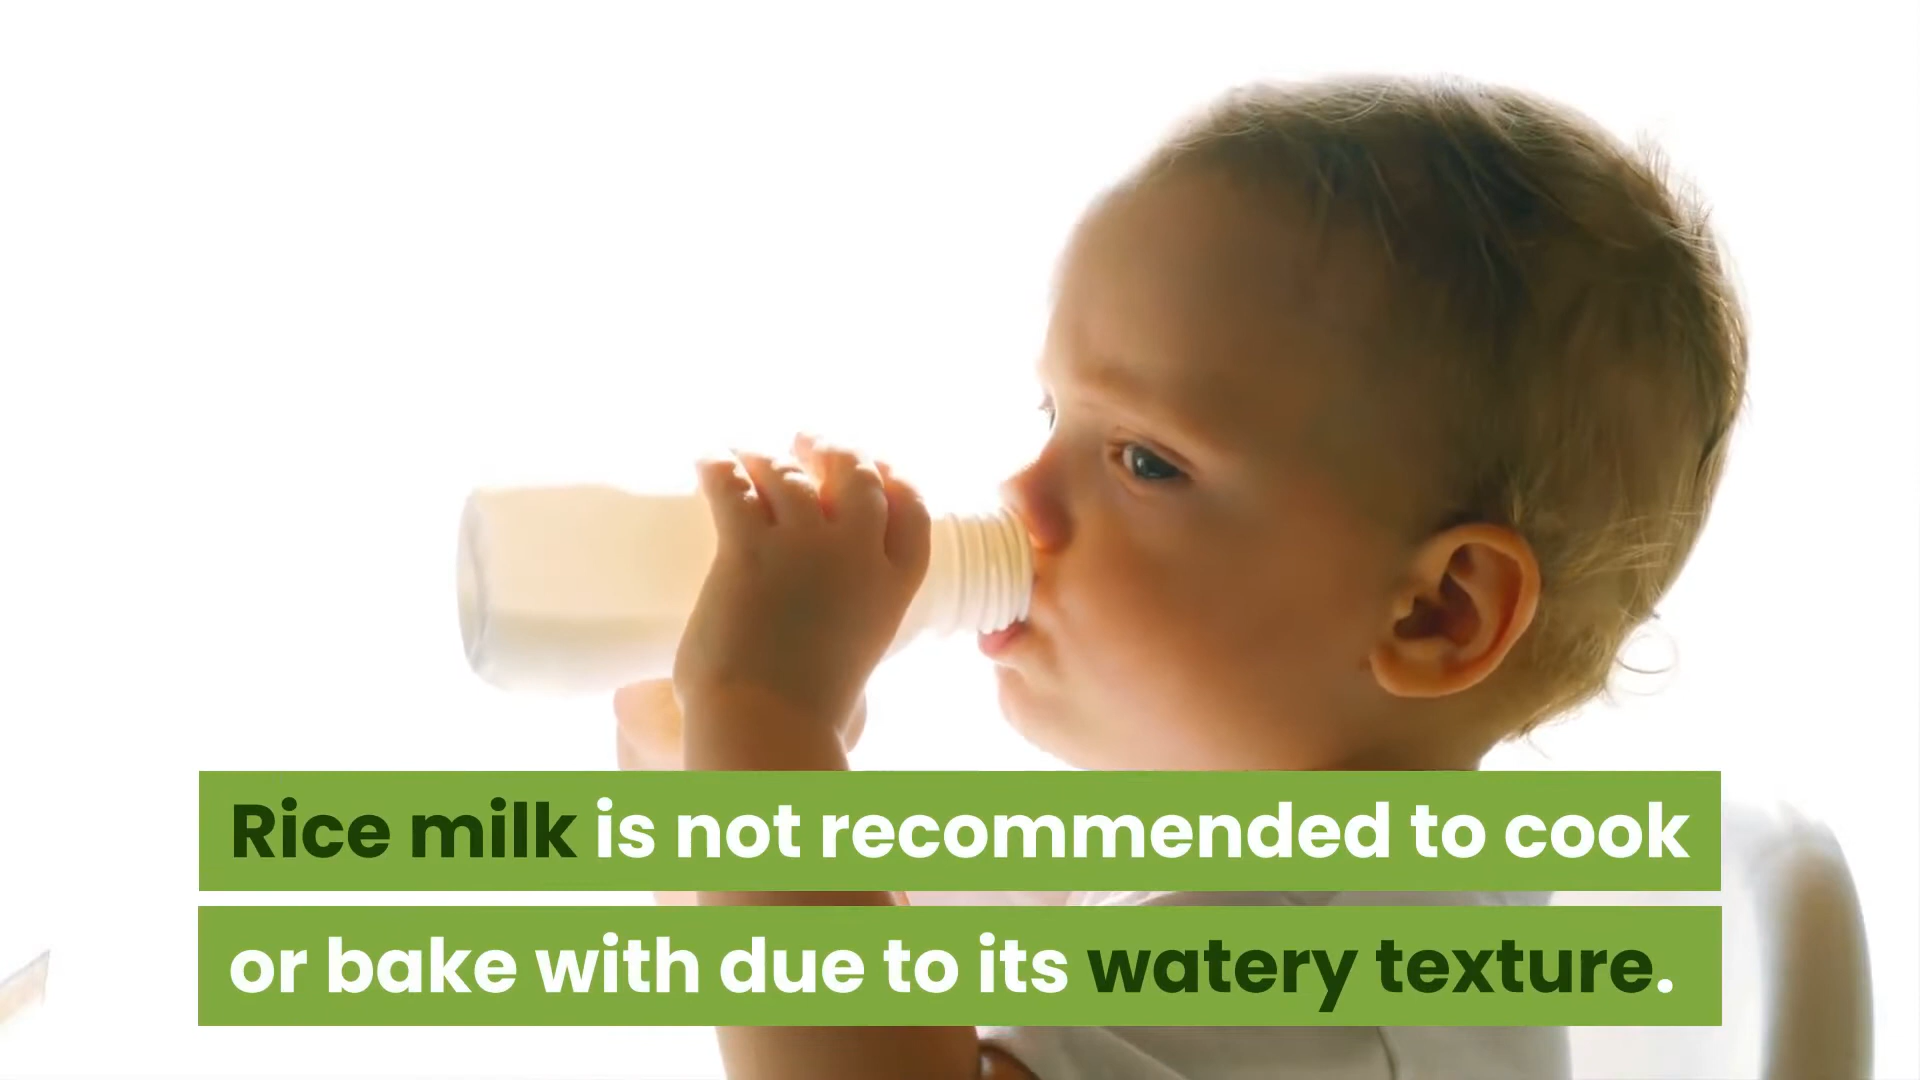 Rice milk is not recommended to cook
or bake with due to its watery texture.